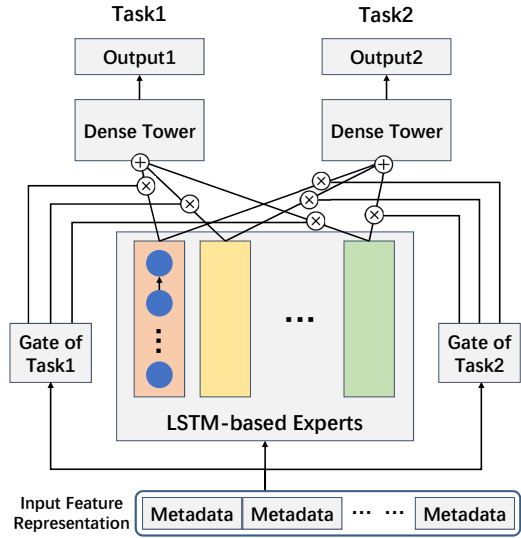 Task1
Task2
Output1
Output2
Dense Tower
Dense Tower
Gate of
Task1
Gate of
Task2
...
LSTM-based Experts
Input Feature
Representation
Metadata
Metadata
... ...
Metadata